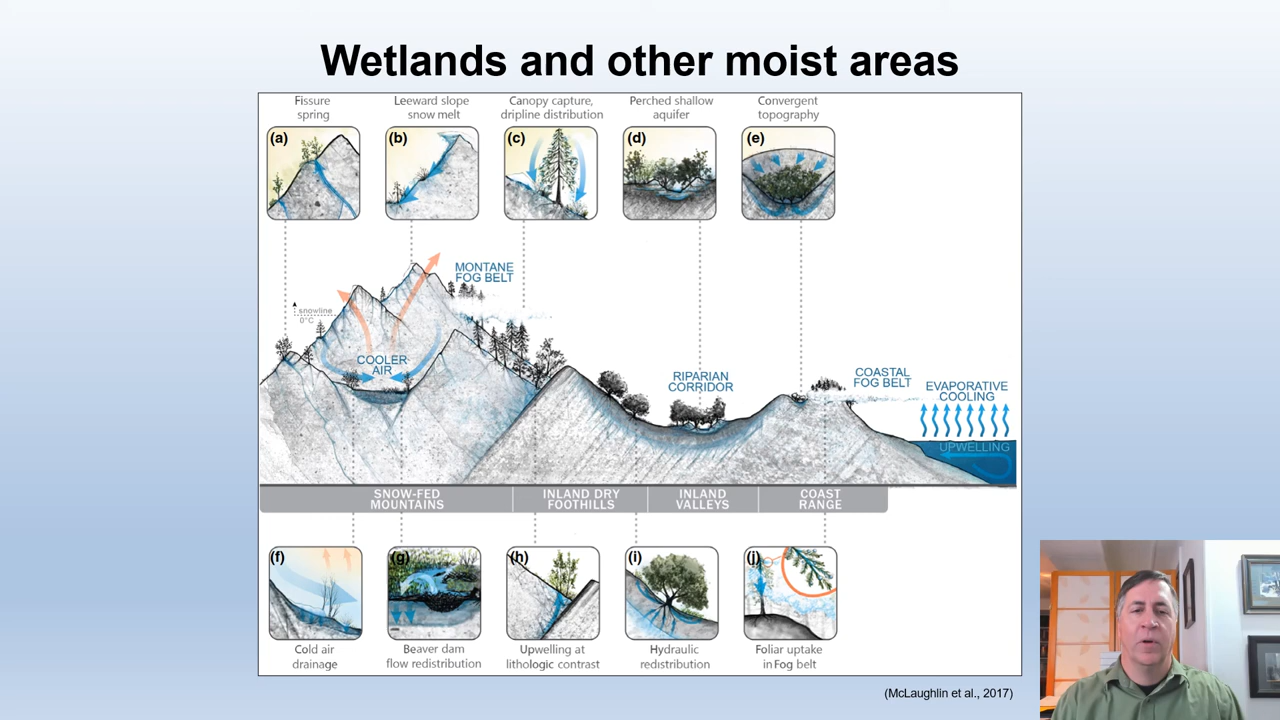 Wetlands and other moist areas
Fissure
spring
Leeward slope
snow melt
Canopy capture,
dripline distribution
Perched shallow
aquifer
Convergent
topography
(a)
(b)
(c)
(d)
(e)
MONTANE
FOG BELT
snowline
0°C
COOLER
AIR
RIPARIAN
CORRIDOR
COASTAL
FOG BELT
EVAPORATIVE
COOLING
UPWELLING
SNOW-FED
MOUNTAINS
INLAND DRY
FOOTHILLS
INLAND
VALLEYS
COAST
RANGE
(f)
(g)
(h)
(i)
(j)
Cold air
drainage
Beaver dam
flow redistribution
Upwelling at
lithologic contrast
Hydraulic
redistribution
Foliar uptake
in Fog belt
(McLaughlin et al., 2017)